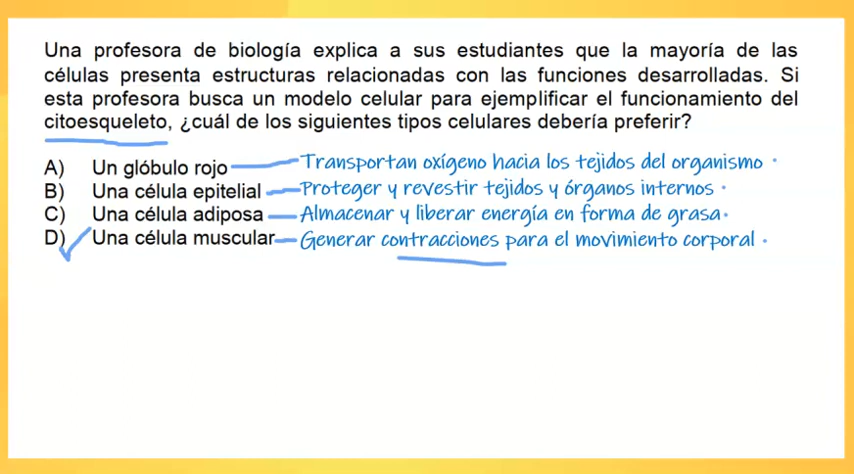 Una profesora de biología explica a sus estudiantes que la mayoría de las
células presenta estructuras relacionadas con las funciones desarrolladas. Si
esta profesora busca un modelo celular para ejemplificar el funcionamiento del
citoesqueleto, ¿cuál de los siguientes tipos celulares debería preferir?
A) Un glóbulo rojo Transportan oxígeno hacia los tejidos del organismo.
B) Una célula epitelial Proteger y revestir tejidos y órganos internos.
C) Una célula adiposa Almacenar y liberar energía en forma de grasa.
D) Una célula muscular Generar contracciones para el movimiento corporal.